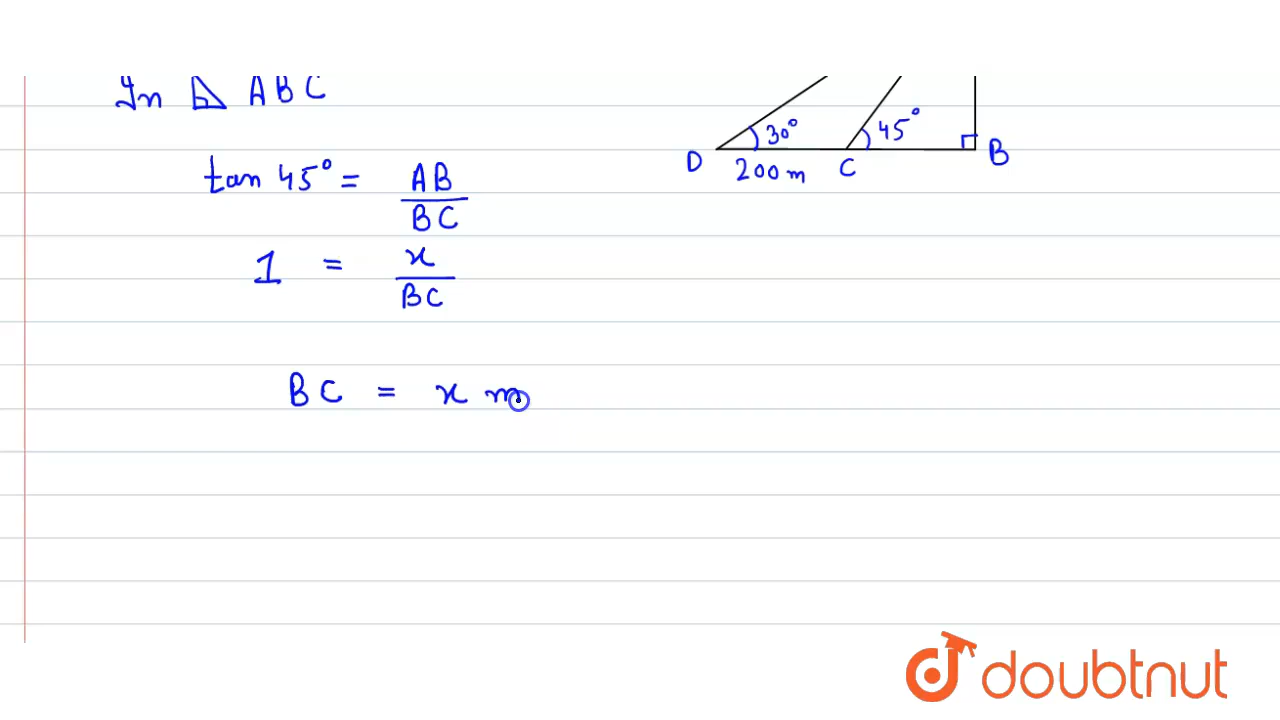 In △ ABC
tan 45° = AB/BC
1 = x/BC
BC = x m
30°
45°
D
200 m
C
B
doubtnut